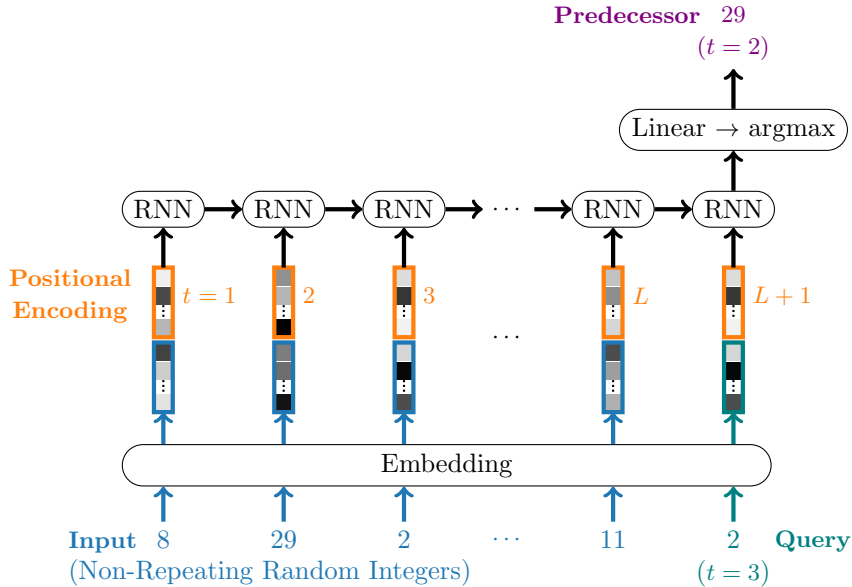 Predecessor 29
(t = 2)
Linear → argmax
RNN RNN RNN ··· RNN RNN
Positional
Encoding
t = 1 2 3 L L + 1
···
Embedding
Input 8 29 2 ··· 11 2 Query
(Non-Repeating Random Integers) (t = 3)